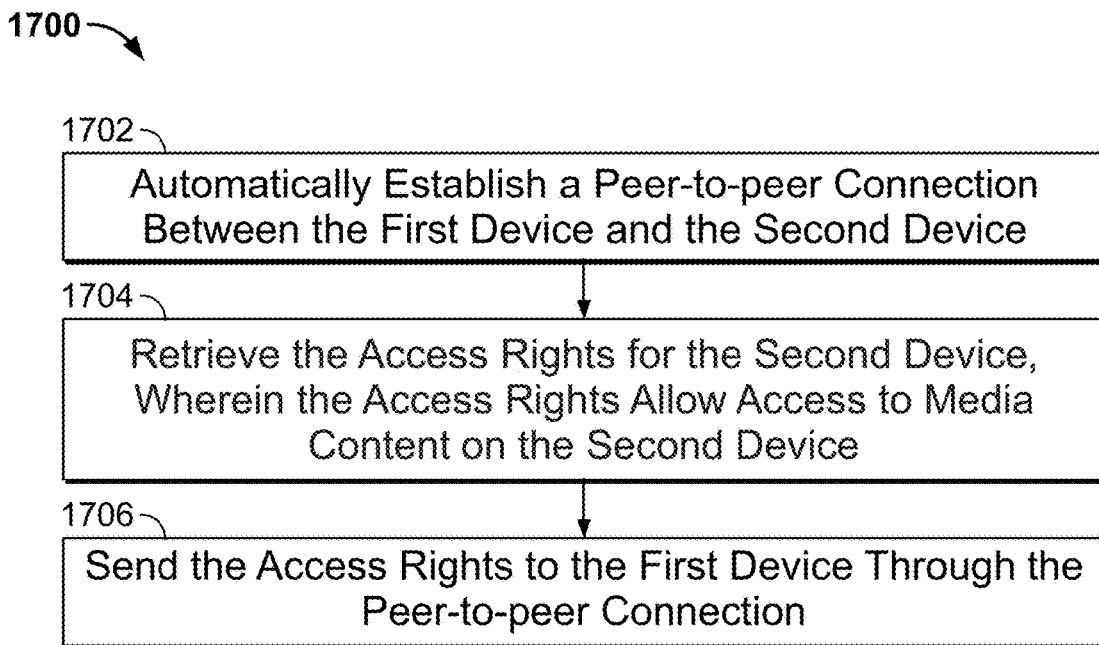 1700
1702
Automatically Establish a Peer-to-peer Connection
Between the First Device and the Second Device
1704
Retrieve the Access Rights for the Second Device,
Wherein the Access Rights Allow Access to Media
Content on the Second Device
1706
Send the Access Rights to the First Device Through the
Peer-to-peer Connection